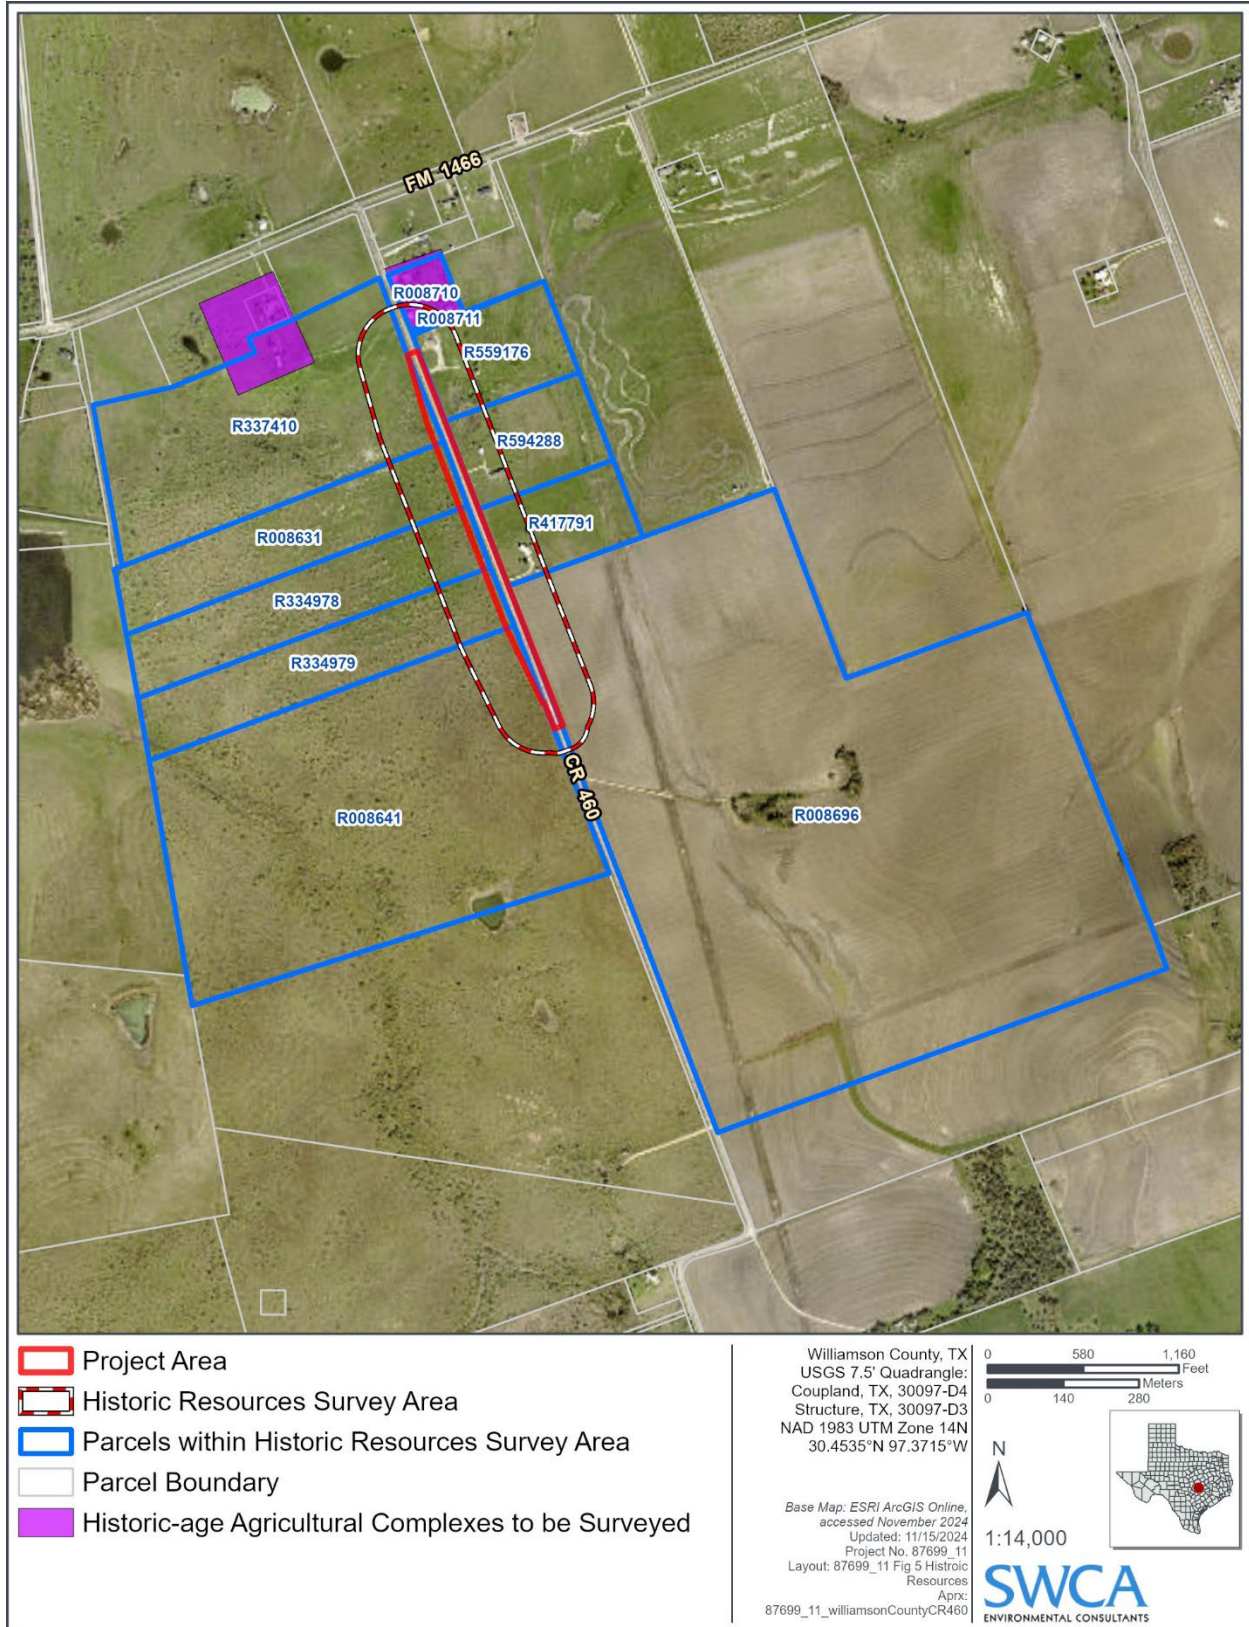 FM 1466
R008710
R008711
R559176
R337410
R594288
R008631
R417791
R334978
R334979
CR 460
R008641
R008696
Project Area
Historic Resources Survey Area
Parcels within Historic Resources Survey Area
Parcel Boundary
Historic-age Agricultural Complexes to be Surveyed
Williamson County, TX
USGS 7.5' Quadrangle:
Coupland, TX, 30097-D4
Structure, TX, 30097-D3
NAD 1983 UTM Zone 14N
30.4535°N 97.3715°W
Base Map: ESRI ArcGIS Online,
accessed November 2024
Updated: 11/15/2024
Project No. 87699_11
Layout: 87699_11 Fig 5 Histroic
Resources
Aprx:
87699_11_williamsonCountyCR460
0 580 1,160
Feet
Meters
0 140 280
N
1:14,000
SWCA
ENVIRONMENTAL CONSULTANTS